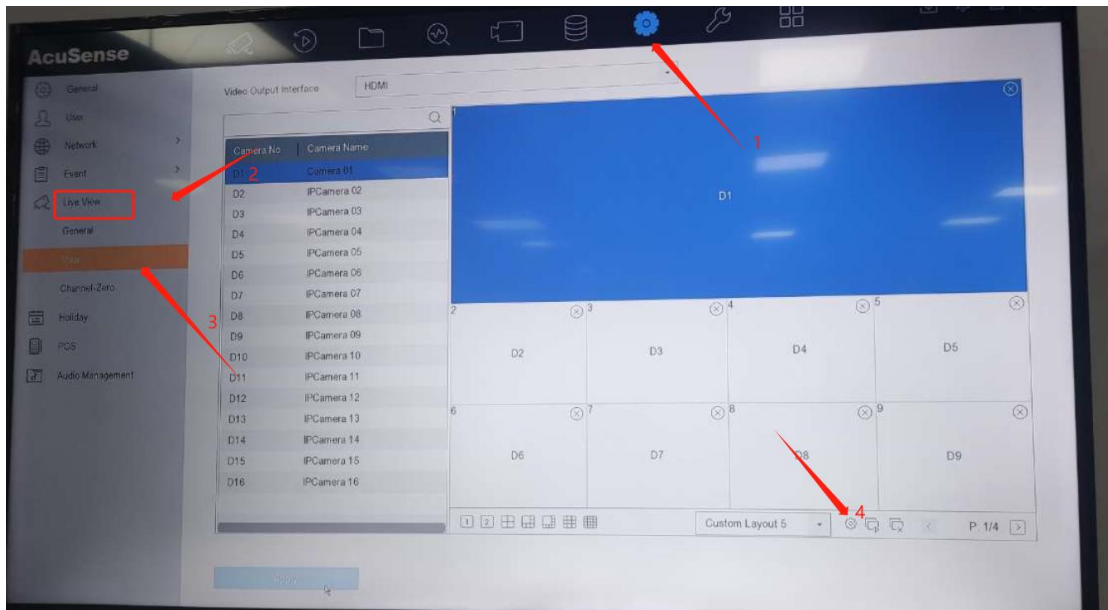 AcuSense
General
User
Network >
Event >
Live View
General
View
Channel-Zero
Holiday
POS
Audio Management
Video Output Interface HDMI
Camera No Camera Name
D1 Camera 01
D2 IPCamera 02
D3 IPCamera 03
D4 IPCamera 04
D5 IPCamera 05
D6 IPCamera 06
D7 IPCamera 07
D8 IPCamera 08
D9 IPCamera 09
D10 IPCamera 10
D11 IPCamera 11
D12 IPCamera 12
D13 IPCamera 13
D14 IPCamera 14
D15 IPCamera 15
D16 IPCamera 16
Apply
1
2
3
4
1
D1
2 3 4 5
D2 D3 D4 D5
6 7 8 9
D6 D7 D8 D9
1 2 Custom Layout 5 < P. 1/4 >